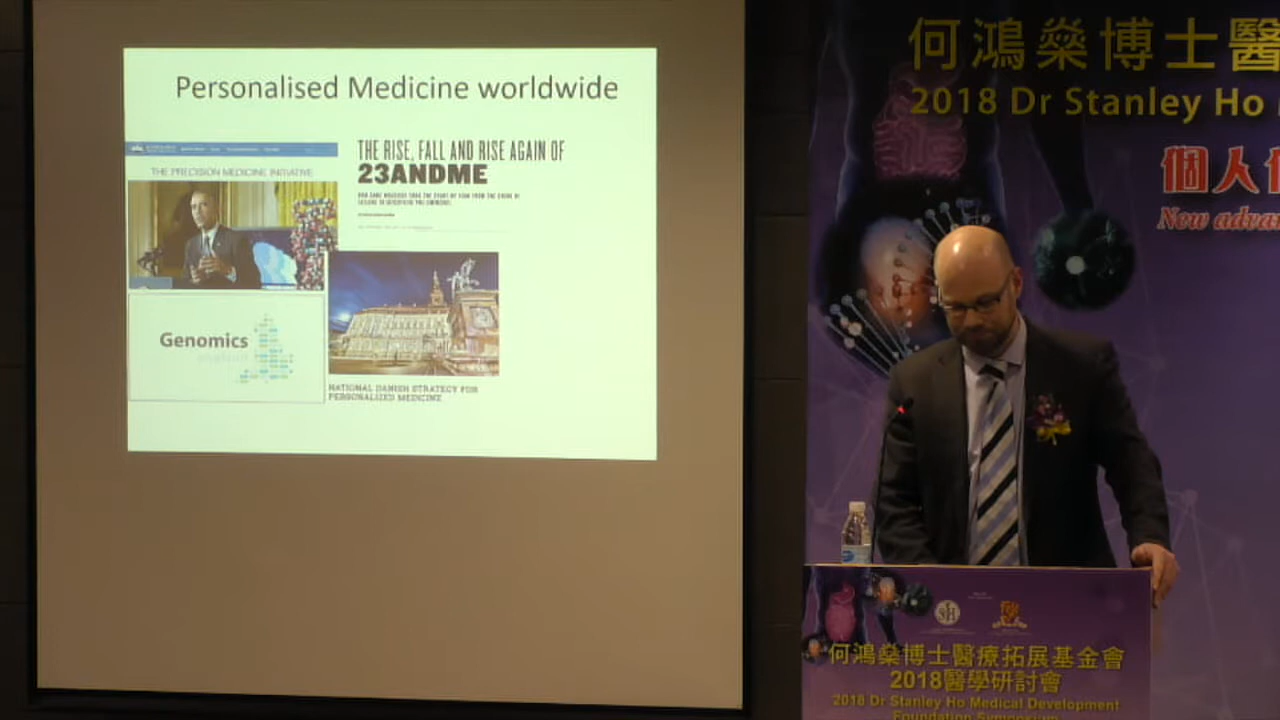 Personalised Medicine worldwide
THE PRECISION MEDICINE INITIATIVE
THE RISE, FALL AND RISE AGAIN OF
23ANDME
Genomics
NATIONAL DANISH STRATEGY FOR
PERSONALIZED MEDICINE
何鴻燊博士醫
2018 Dr Stanley Ho
個人
New advan
何鴻燊博士醫療拓展基金會
2018醫學研討會
2018 Dr Stanley Ho Medical Development
Foundation Symposium